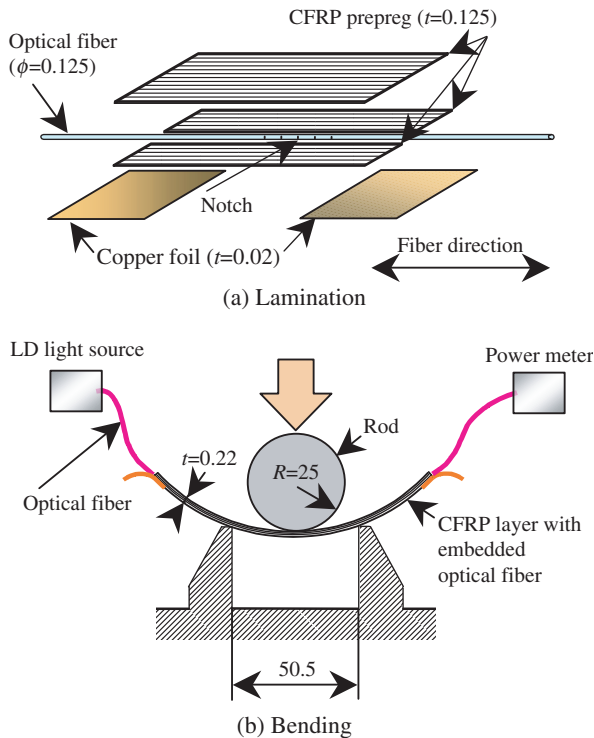 CFRP prepreg (t=0.125)
Optical fiber
(ϕ=0.125)
Notch
Copper foil (t=0.02)
Fiber direction
(a) Lamination
LD light source
Power meter
Rod
t=0.22
R=25
Optical fiber
CFRP layer with
embedded
optical fiber
50.5
(b) Bending